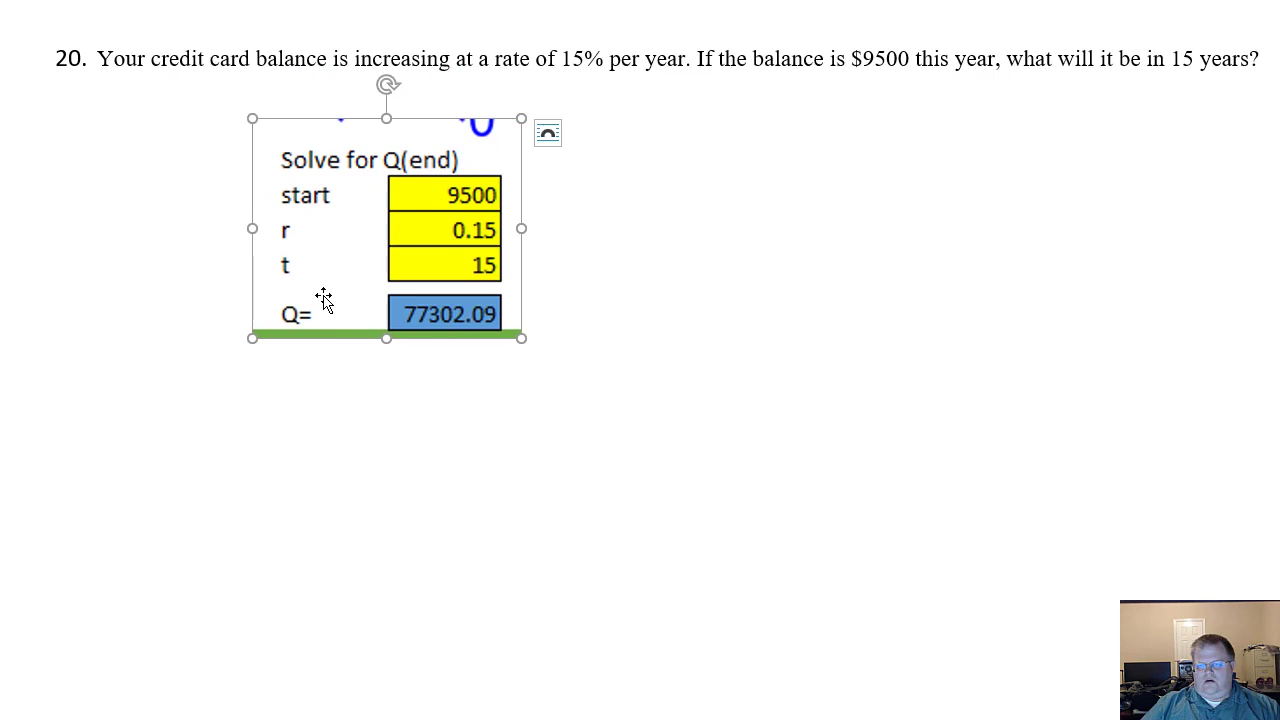 20. Your credit card balance is increasing at a rate of 15% per year. If the balance is $9500 this year, what will it be in 15 years?
Solve for Q(end)
start 9500
r 0.15
t 15
Q= 77302.09